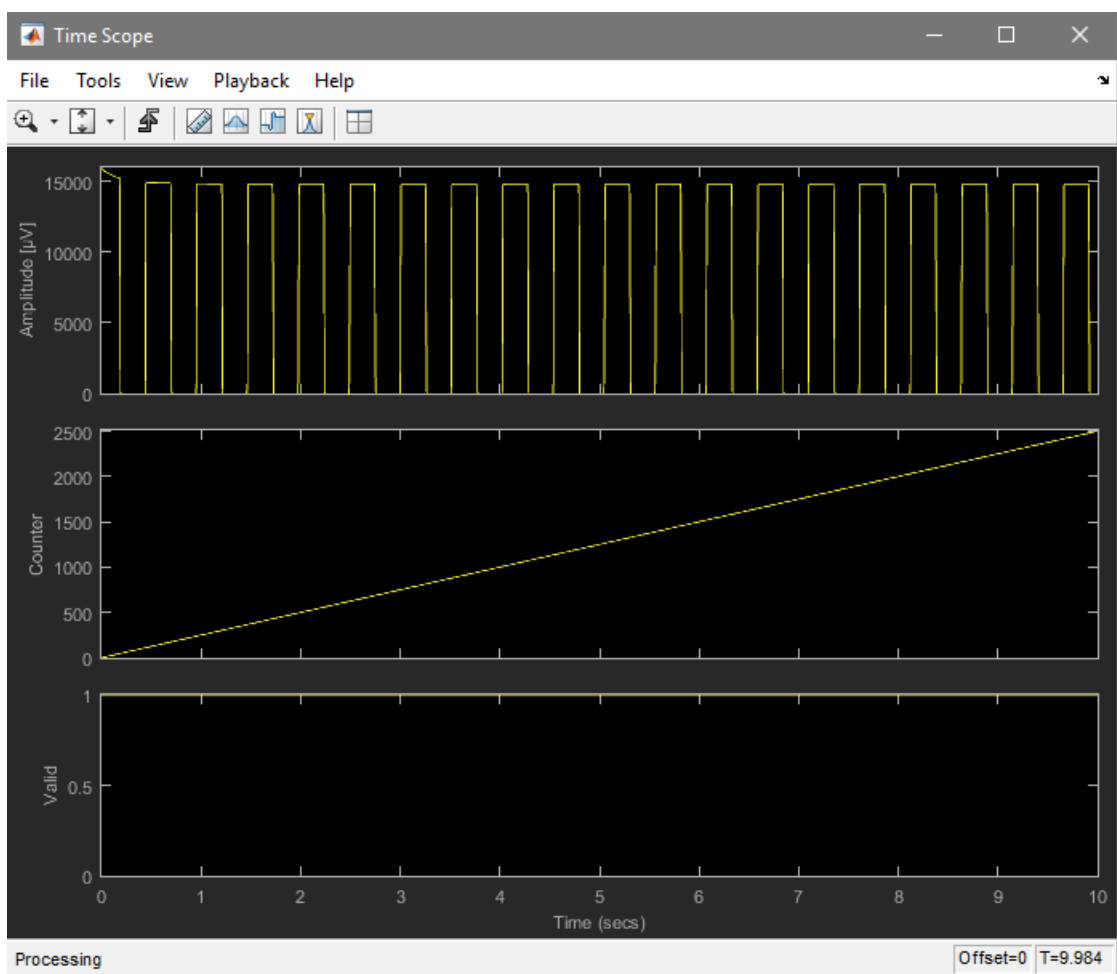 Time Scope
File Tools View Playback Help
15000
10000
5000
0
Amplitude [µV]
2500
2000
1500
1000
500
0
Counter
1
0.5
0
Valid
0 1 2 3 4 5 6 7 8 9 10
Time (secs)
Processing Offset=0 T=9.984